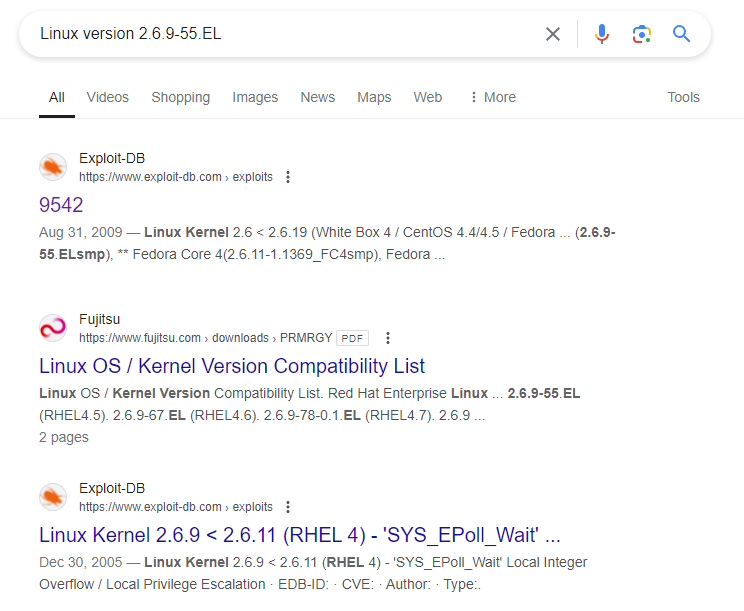 Linux version 2.6.9-55.EL
All Videos Shopping Images News Maps Web More Tools
Exploit-DB
https://www.exploit-db.com › exploits
9542
Aug 31, 2009 — Linux Kernel 2.6 < 2.6.19 (White Box 4 / CentOS 4.4/4.5 / Fedora ... (2.6.9-
55.ELsmp), ** Fedora Core 4(2.6.11-1.1369_FC4smp), Fedora ...
Fujitsu
https://www.fujitsu.com › downloads › PRMRGY PDF
Linux OS / Kernel Version Compatibility List
Linux OS / Kernel Version Compatibility List. Red Hat Enterprise Linux ... 2.6.9-55.EL
(RHEL4.5). 2.6.9-67.EL (RHEL4.6). 2.6.9-78-0.1.EL (RHEL4.7). 2.6.9 ...
2 pages
Exploit-DB
https://www.exploit-db.com › exploits
Linux Kernel 2.6.9 < 2.6.11 (RHEL 4) - 'SYS_EPoll_Wait' ...
Dec 30, 2005 — Linux Kernel 2.6.9 < 2.6.11 (RHEL 4) - 'SYS_EPoll_Wait' Local Integer
Overflow / Local Privilege Escalation · EDB-ID: · CVE: · Author: · Type:.